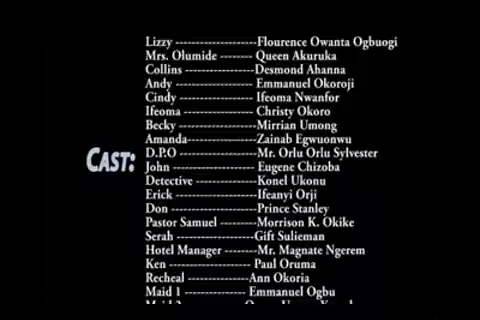 Lizzy --------------------Flourence Owanta Ogbuogi
Mrs. Olumide -------- Queen Akuruka
Collins -----------------Desmond Ahanna
Andy ------------------- Emmanuel Okoroji
Cindy ------------------ Ifeoma Nwanfor
Ifeoma ----------------- Christy Okoro
Becky -------------------Mirrian Umong
Amanda-----------------Zainab Egwuonwu
D.P.O -------------------Mr. Orlu Orlu Sylvester
CAST:
John -------------------- Eugene Chizoba
Detective ---------------Konel Ukonu
Erick --------------------Ifeanyi Orji
Don ---------------------Prince Stanley
Pastor Samuel ---------Morrison K. Okike
Serah -------------------Gift Sulieman
Hotel Manager --------Mr. Magnate Ngerem
Ken -------------------- Paul Oruma
Recheal ---------------Ann Okoria
Maid 1 --------------- Emmanuel Ogbu